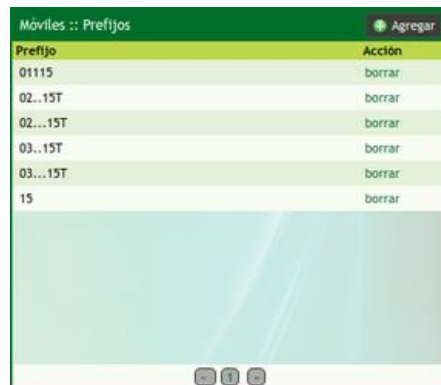 Móviles :: Prefijos Agregar
Prefijo Acción
01115 borrar
02..15T borrar
02...15T borrar
03..15T borrar
03...15T borrar
15 borrar
1